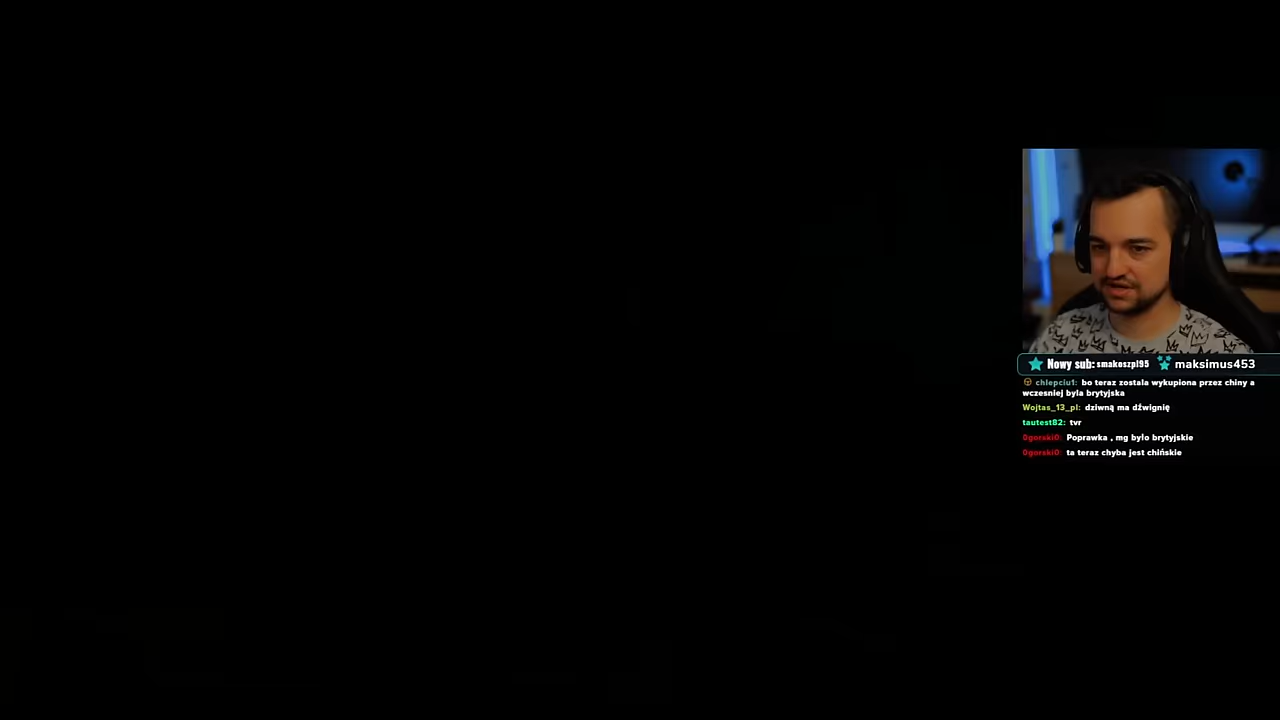 Nowy sub: smakoszpl95 maksimus453
chlepciu1: bo teraz zostala wykupiona przez chiny a
wczesniej byla brytyjska
Wojtas_13_pl: dziwną ma dźwignię
tautest82: tvr
0gorski0: Poprawka , mg bylo brytyjskie
0gorski0: ta teraz chyba jest chińskie